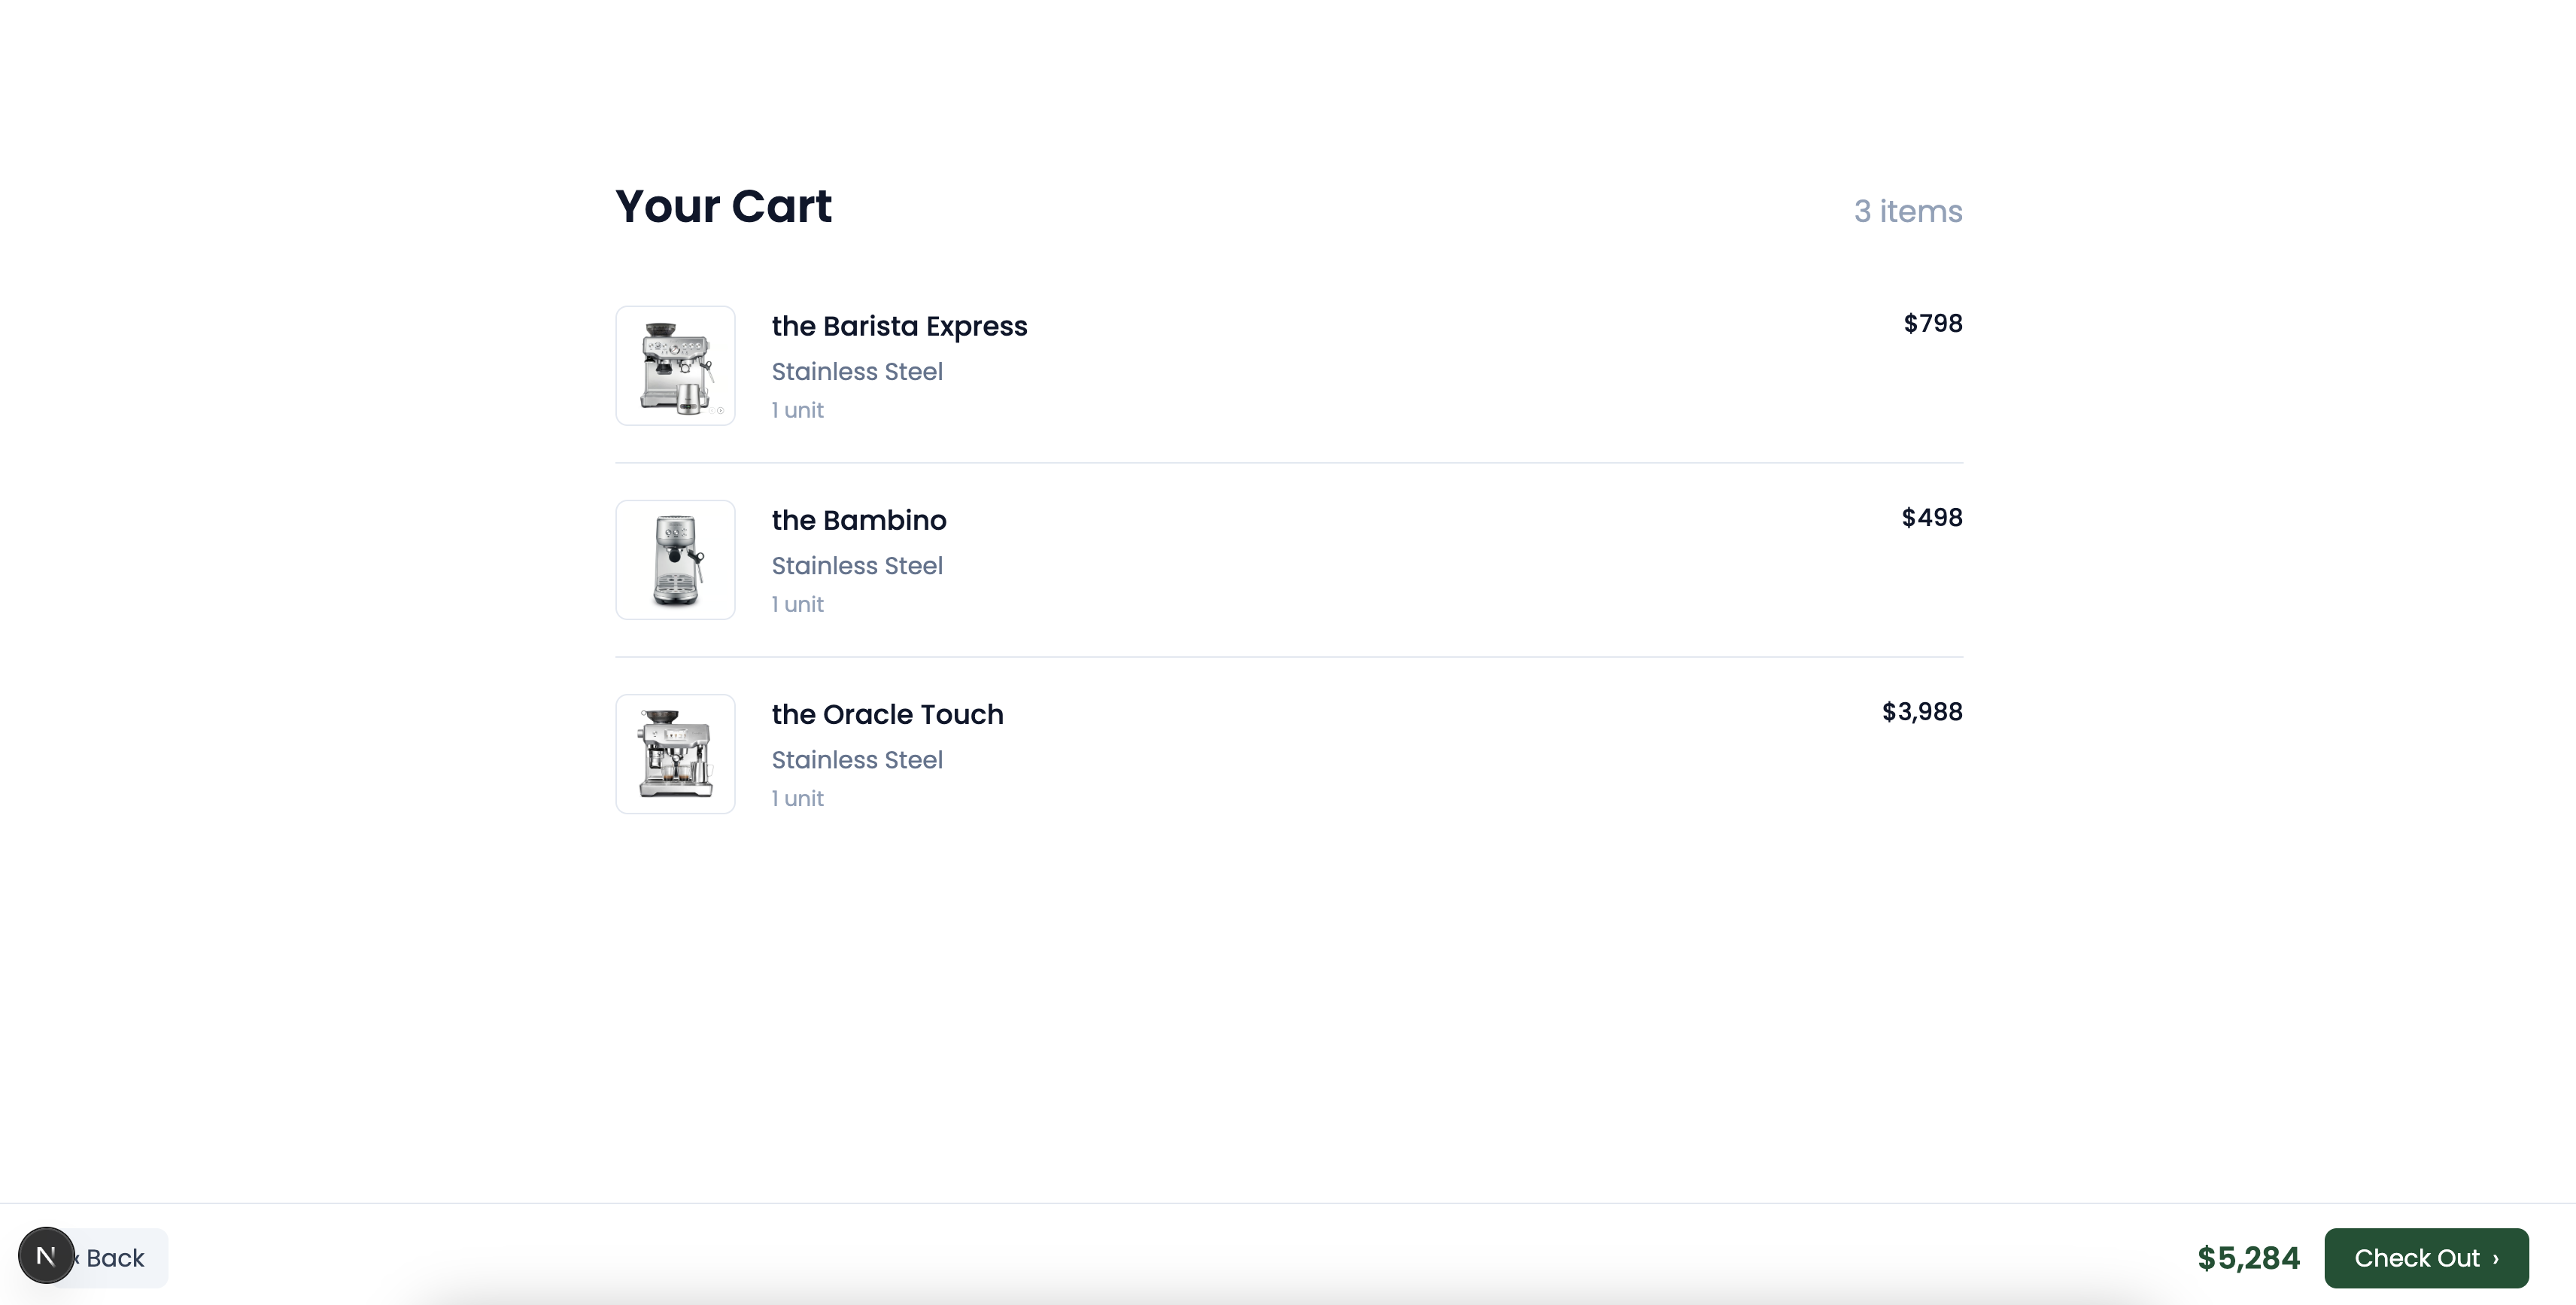 Your Cart
3 items
the Barista Express
$798
Stainless Steel
1 unit
the Bambino
$498
Stainless Steel
1 unit
the Oracle Touch
$3,988
Stainless Steel
1 unit
N
‹ Back
$5,284
Check Out ›